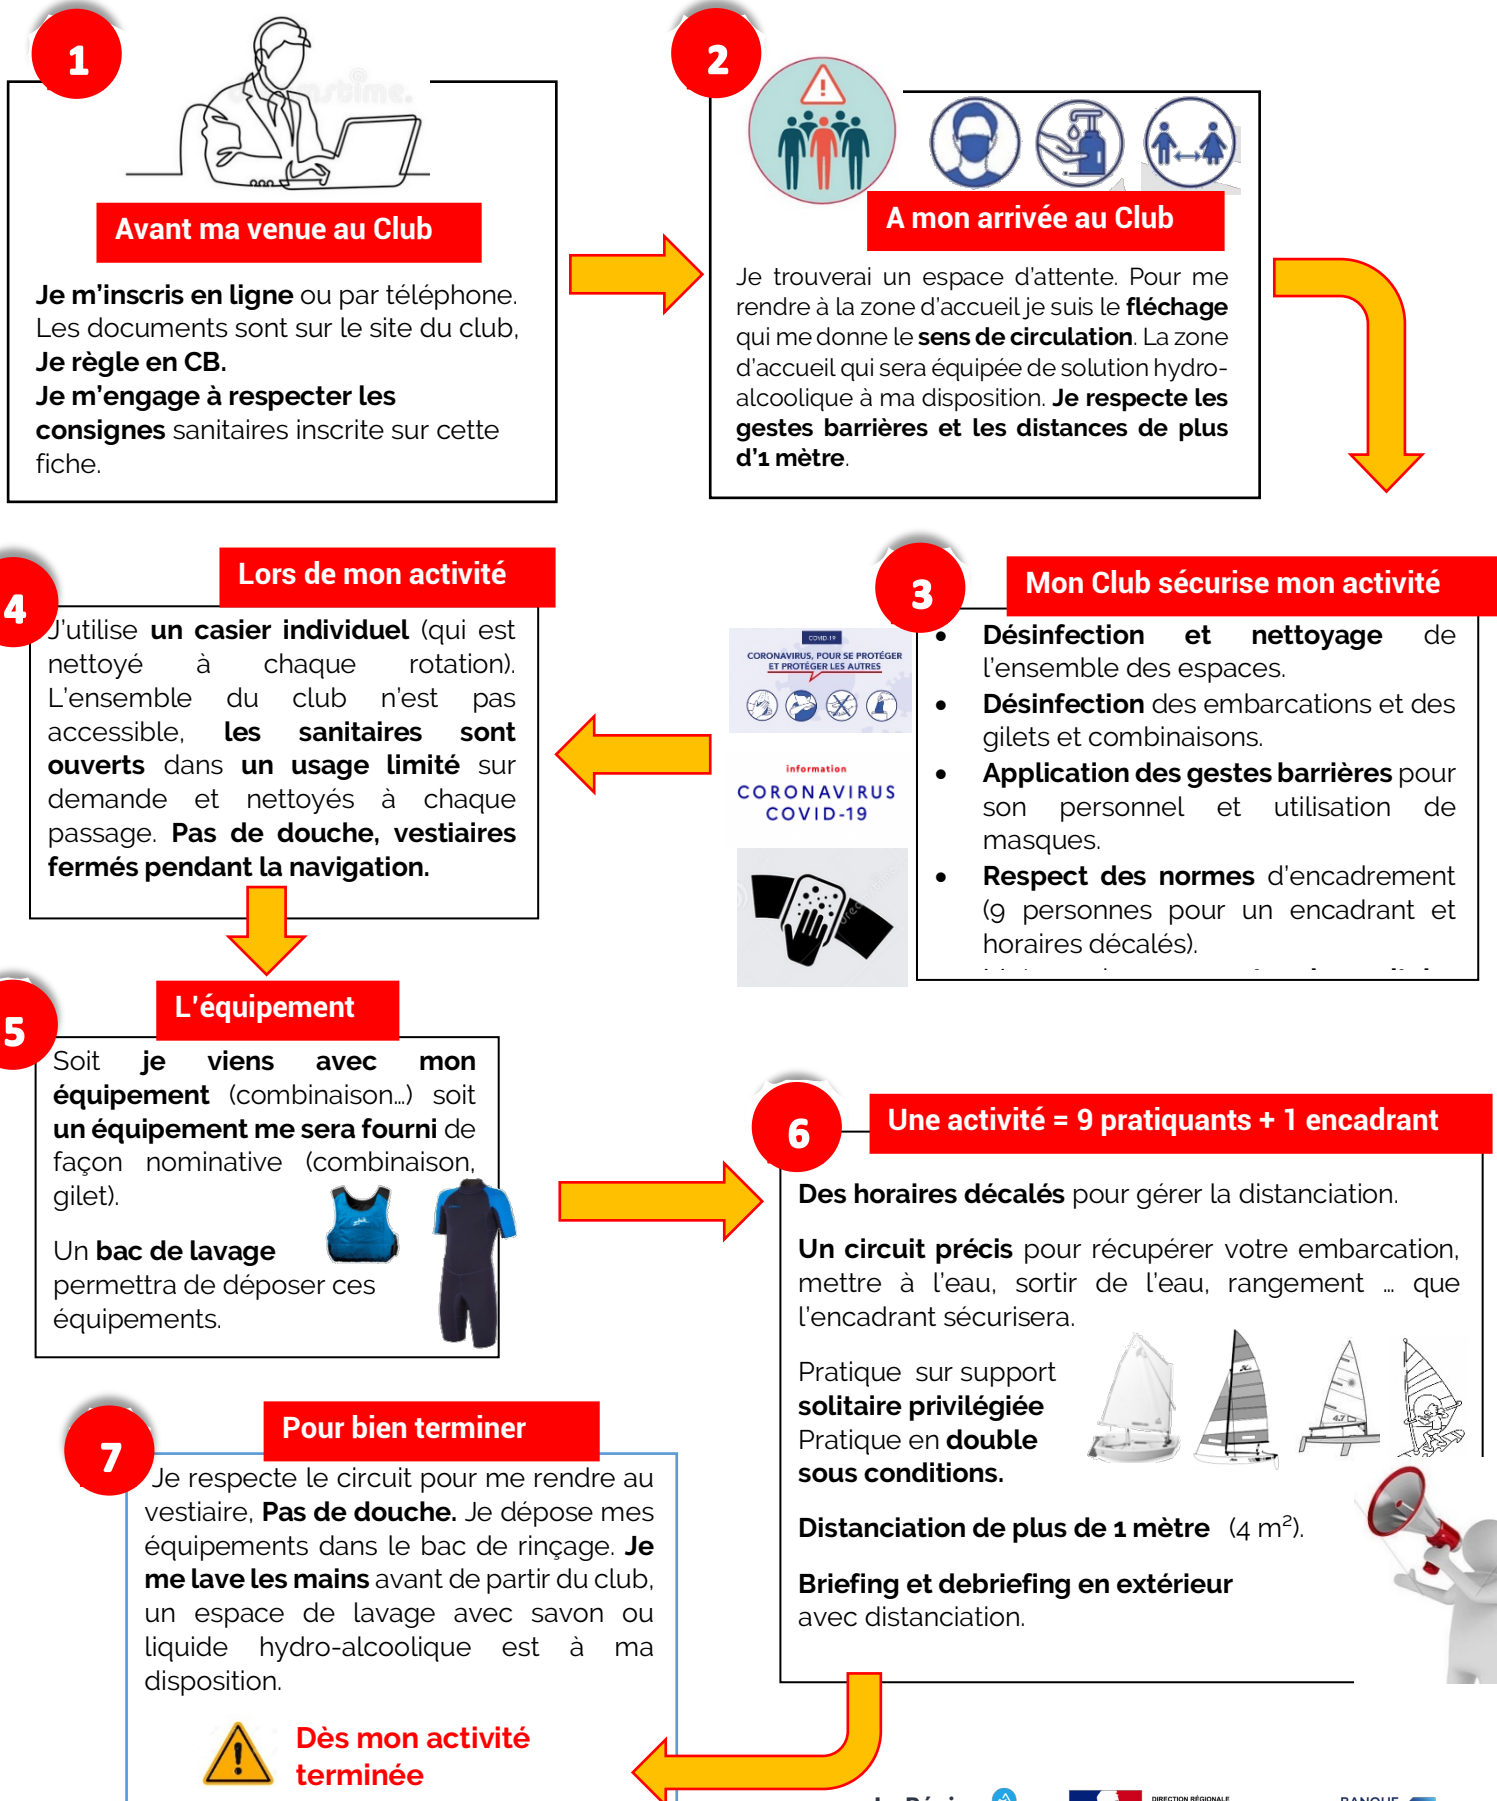 1
Avant ma venue au Club
Je m'inscris en ligne ou par téléphone.
Les documents sont sur le site du club,
Je règle en CB.
Je m'engage à respecter les
consignes sanitaires inscrite sur cette
fiche.
2
A mon arrivée au Club
Je trouverai un espace d'attente. Pour me
rendre à la zone d'accueil je suis le fléchage
qui me donne le sens de circulation. La zone
d'accueil qui sera équipée de solution hydro-
alcoolique à ma disposition. Je respecte les
gestes barrières et les distances de plus
d'1 mètre.
3
Mon Club sécurise mon activité
• Désinfection et nettoyage de
l'ensemble des espaces.
• Désinfection des embarcations et des
gilets et combinaisons.
• Application des gestes barrières pour
son personnel et utilisation de
masques.
• Respect des normes d'encadrement
(9 personnes pour un encadrant et
horaires décalés).
COVID-19
CORONAVIRUS, POUR SE PROTÉGER
ET PROTÉGER LES AUTRES
information
CORONAVIRUS
COVID-19
4
Lors de mon activité
J'utilise un casier individuel (qui est
nettoyé à chaque rotation).
L'ensemble du club n'est pas
accessible, les sanitaires sont
ouverts dans un usage limité sur
demande et nettoyés à chaque
passage. Pas de douche, vestiaires
fermés pendant la navigation.
5
L'équipement
Soit je viens avec mon
équipement (combinaison…) soit
un équipement me sera fourni de
façon nominative (combinaison,
gilet).
Un bac de lavage
permettra de déposer ces
équipements.
6
Une activité = 9 pratiquants + 1 encadrant
Des horaires décalés pour gérer la distanciation.
Un circuit précis pour récupérer votre embarcation,
mettre à l'eau, sortir de l'eau, rangement … que
l'encadrant sécurisera.
Pratique sur support
solitaire privilégiée
Pratique en double
sous conditions.
4.7
Distanciation de plus de 1 mètre (4 m²).
Briefing et debriefing en extérieur
avec distanciation.
7
Pour bien terminer
Je respecte le circuit pour me rendre au
vestiaire, Pas de douche. Je dépose mes
équipements dans le bac de rinçage. Je
me lave les mains avant de partir du club,
un espace de lavage avec savon ou
liquide hydro-alcoolique est à ma
disposition.
Dès mon activité
terminée
La Région
DIRECTION RÉGIONALE
BANQUE